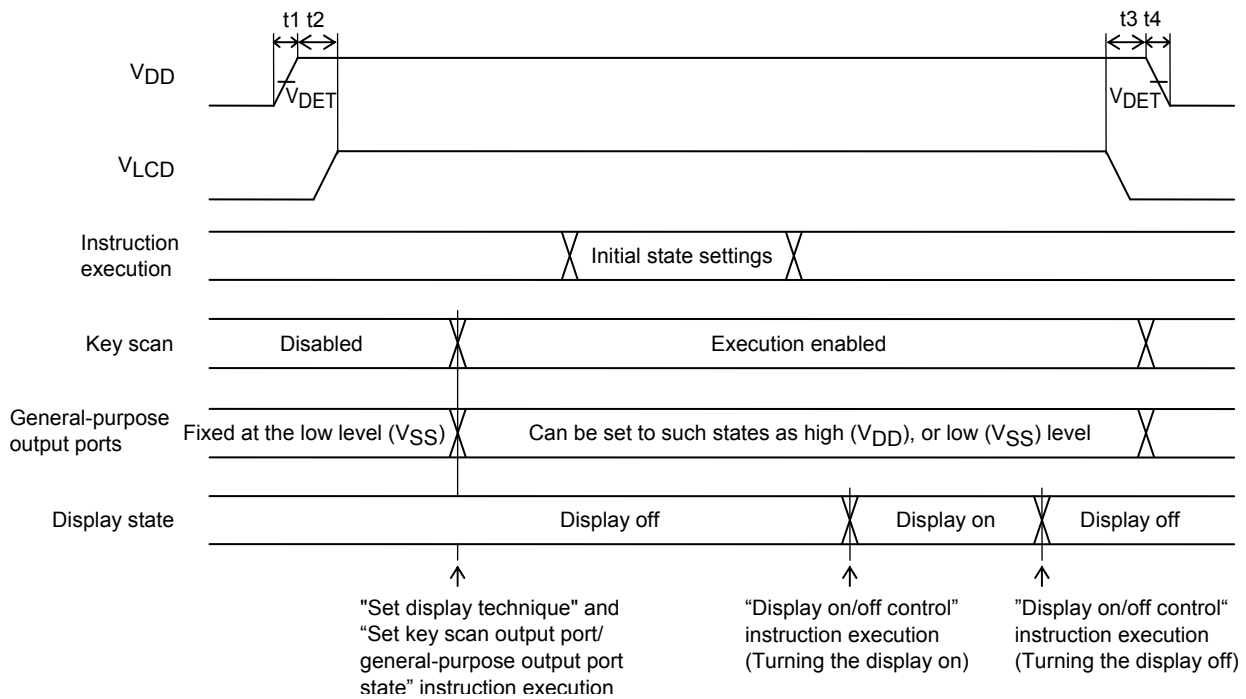 t1 t2
t3 t4
VDD
VDET
VDET
VLCD
Instruction
execution
Initial state settings
Key scan
Disabled
Execution enabled
General-purpose
output ports
Fixed at the low level (VSS)
Can be set to such states as high (VDD), or low (VSS) level
Display state
Display off
Display on
Display off
"Set display technique" and
“Set key scan output port/
general-purpose output port
state” instruction execution
“Display on/off control”
instruction execution
(Turning the display on)
”Display on/off control“
instruction execution
(Turning the display off)